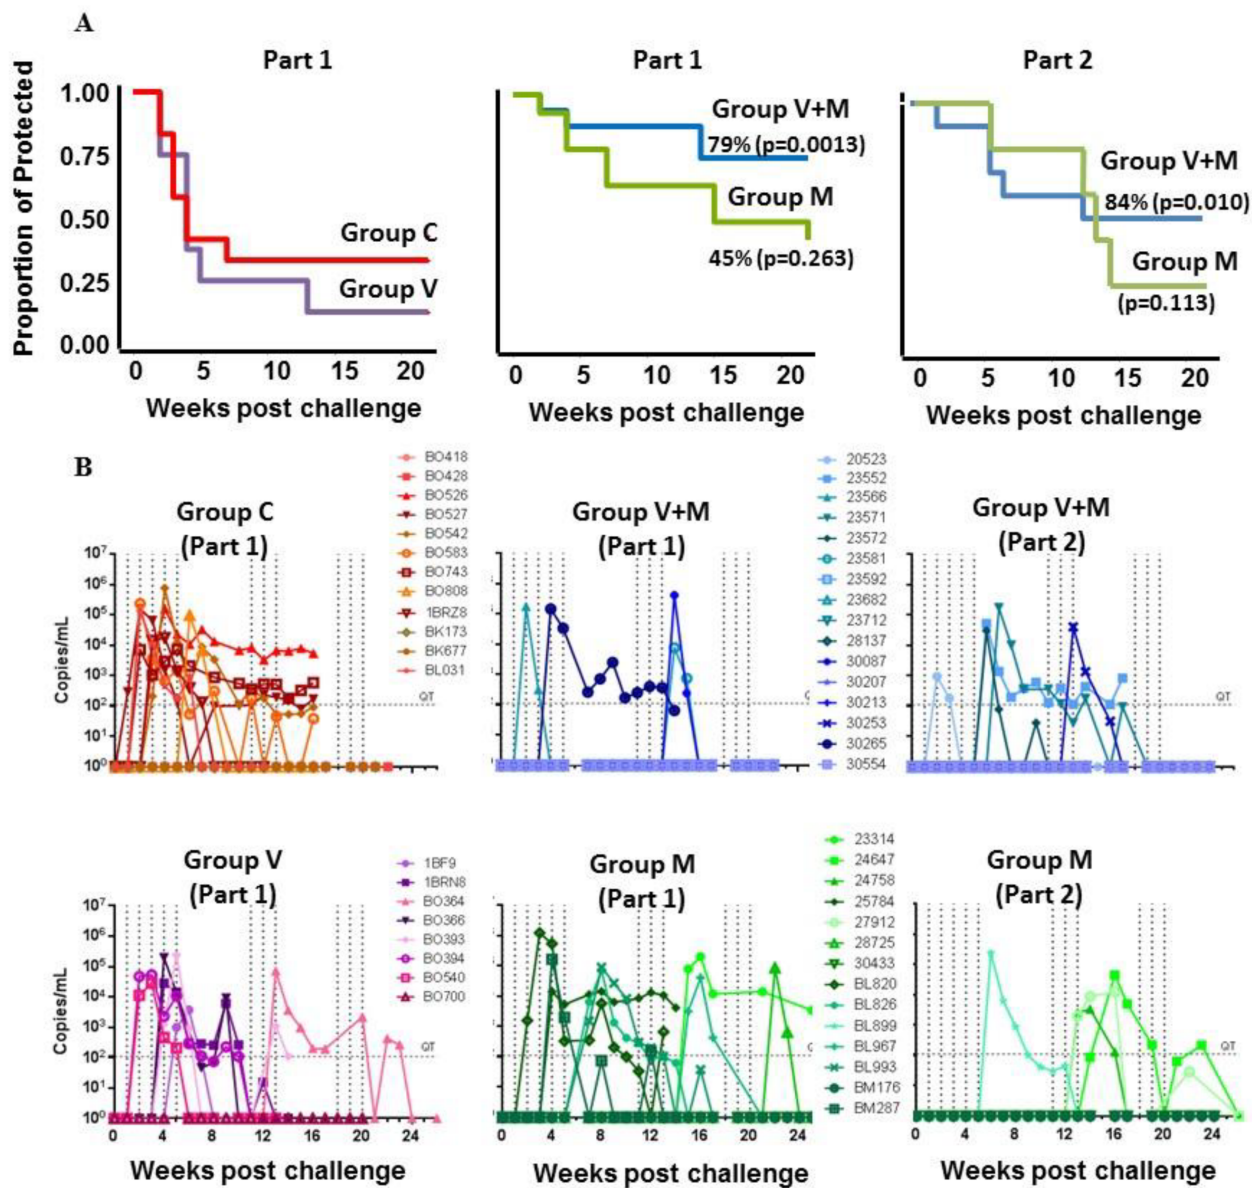 A
Part 1
Part 1
Part 2
Proportion of Protected
1.00
0.75
0.50
0.25
0.00
Group C
Group V
0 5 10 15 20
Weeks post challenge
Group V+M
79% (p=0.0013)
Group M
45% (p=0.263)
0 5 10 15 20
Weeks post challenge
Group V+M
84% (p=0.010)
Group M
(p=0.113)
0 5 10 15 20
Weeks post challenge
B
Group C
(Part 1)
Copies/mL
10⁷
10⁶
10⁵
10⁴
10³
10²
10¹
10⁰
QT
BO418
BO428
BO526
BO527
BO542
BO583
BO743
BO808
1BRZ8
BK173
BK677
BL031
Group V+M
(Part 1)
20523
23552
23566
23571
23572
23581
23592
23682
23712
28137
30087
30207
30213
30253
30265
30554
Group V+M
(Part 2)
QT
Group V
(Part 1)
Copies/mL
10⁷
10⁶
10⁵
10⁴
10³
10²
10¹
10⁰
QT
0 4 8 12 16 20 24
Weeks post challenge
1BF9
1BRN8
BO364
BO366
BO393
BO394
BO540
BO700
Group M
(Part 1)
0 4 8 12 16 20 24
Weeks post challenge
23314
24647
24758
25784
27912
28725
30433
BL820
BL826
BL899
BL967
BL993
BM176
BM287
Group M
(Part 2)
QT
0 4 8 12 16 20 24
Weeks post challenge